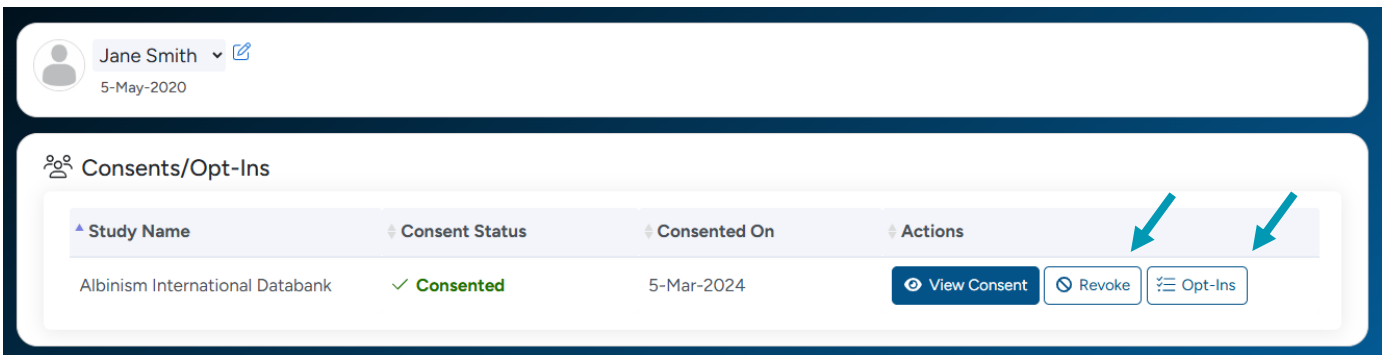 Jane Smith
5-May-2020
Consents/Opt-Ins
Study Name Consent Status Consented On Actions
Albinism International Databank Consented 5-Mar-2024 View Consent Revoke Opt-Ins